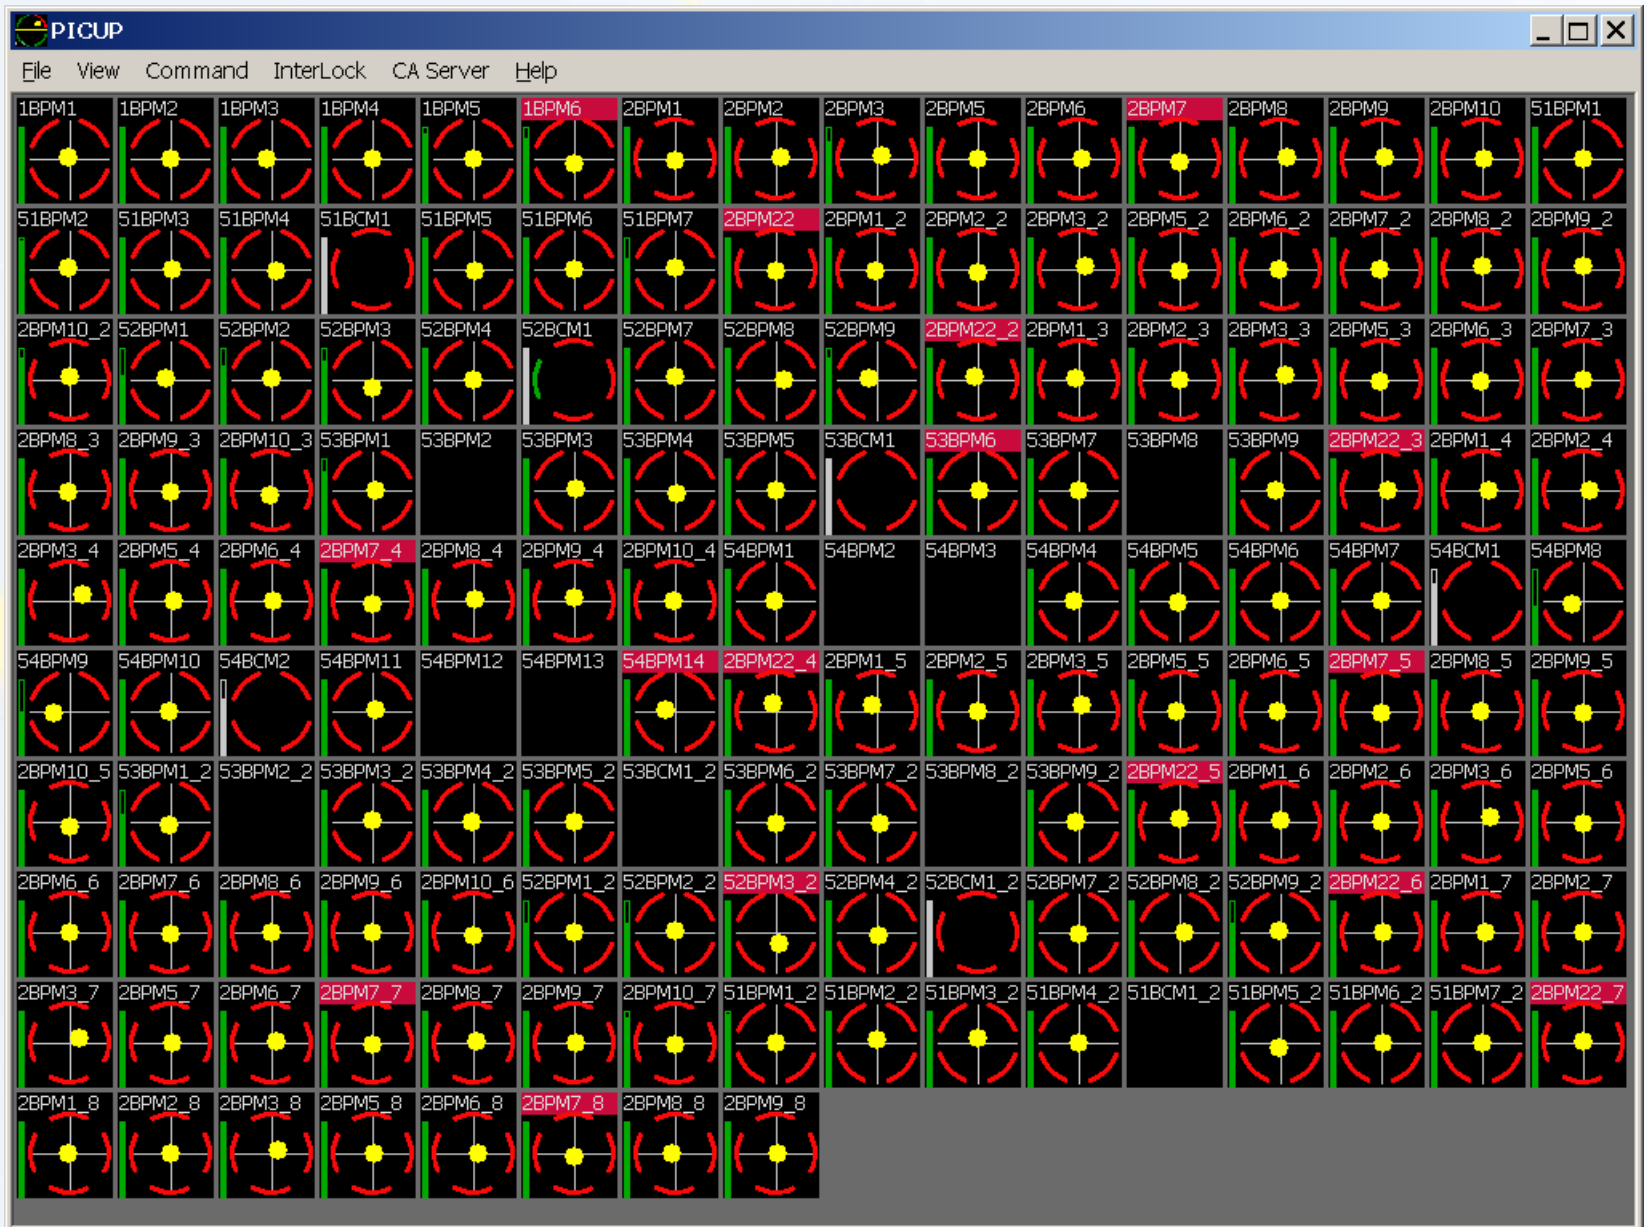 PICUP
File View Command InterLock CA Server Help
1BPM1 1BPM2 1BPM3 1BPM4 1BPM5 1BPM6 2BPM1 2BPM2 2BPM3 2BPM5 2BPM6 2BPM7 2BPM8 2BPM9 2BPM10 51BPM1
51BPM2 51BPM3 51BPM4 51BCM1 51BPM5 51BPM6 51BPM7 2BPM22 2BPM1_2 2BPM2_2 2BPM3_2 2BPM5_2 2BPM6_2 2BPM7_2 2BPM8_2 2BPM9_2
2BPM10_2 52BPM1 52BPM2 52BPM3 52BPM4 52BCM1 52BPM7 52BPM8 52BPM9 2BPM22_2 2BPM1_3 2BPM2_3 2BPM3_3 2BPM5_3 2BPM6_3 2BPM7_3
2BPM8_3 2BPM9_3 2BPM10_3 53BPM1 53BPM2 53BPM3 53BPM4 53BPM5 53BCM1 53BPM6 53BPM7 53BPM8 53BPM9 2BPM22_3 2BPM1_4 2BPM2_4
2BPM3_4 2BPM5_4 2BPM6_4 2BPM7_4 2BPM8_4 2BPM9_4 2BPM10_4 54BPM1 54BPM2 54BPM3 54BPM4 54BPM5 54BPM6 54BPM7 54BCM1 54BPM8
54BPM9 54BPM10 54BCM2 54BPM11 54BPM12 54BPM13 54BPM14 2BPM22_4 2BPM1_5 2BPM2_5 2BPM3_5 2BPM5_5 2BPM6_5 2BPM7_5 2BPM8_5 2BPM9_5
2BPM10_5 53BPM1_2 53BPM2_2 53BPM3_2 53BPM4_2 53BPM5_2 53BCM1_2 53BPM6_2 53BPM7_2 53BPM8_2 53BPM9_2 2BPM22_5 2BPM1_6 2BPM2_6 2BPM3_6 2BPM5_6
2BPM6_6 2BPM7_6 2BPM8_6 2BPM9_6 2BPM10_6 52BPM1_2 52BPM2_2 52BPM3_2 52BPM4_2 52BCM1_2 52BPM7_2 52BPM8_2 52BPM9_2 2BPM22_6 2BPM1_7 2BPM2_7
2BPM3_7 2BPM5_7 2BPM6_7 2BPM7_7 2BPM8_7 2BPM9_7 2BPM10_7 51BPM1_2 51BPM2_2 51BPM3_2 51BPM4_2 51BCM1_2 51BPM5_2 51BPM6_2 51BPM7_2 2BPM22_7
2BPM1_8 2BPM2_8 2BPM3_8 2BPM5_8 2BPM6_8 2BPM7_8 2BPM8_8 2BPM9_8